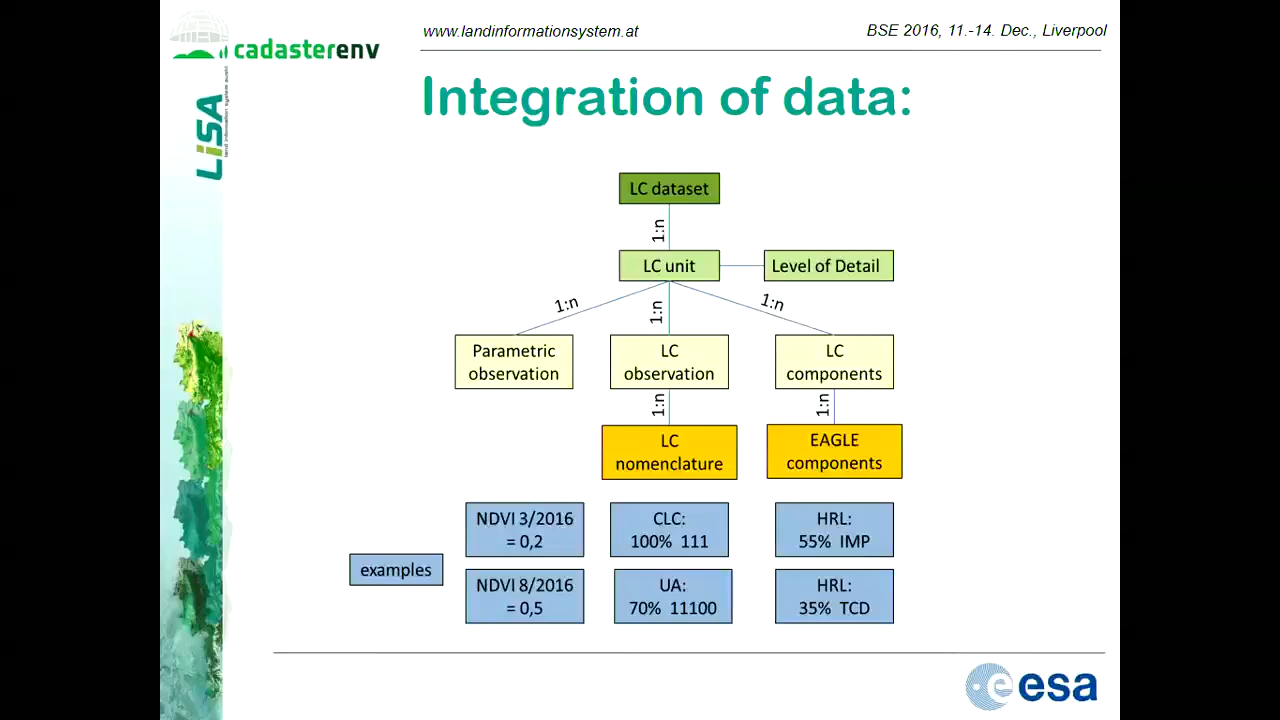 www.landinformationsystem.at
BSE 2016, 11.-14. Dec., Liverpool
cadasterenv
LiSA
Integration of data:
LC dataset
1:n
LC unit
Level of Detail
1:n
1:n
1:n
Parametric
observation
LC
observation
LC
components
1:n
1:n
LC
nomenclature
EAGLE
components
examples
NDVI 3/2016
= 0,2
CLC:
100% 111
HRL:
55% IMP
NDVI 8/2016
= 0,5
UA:
70% 11100
HRL:
35% TCD
esa